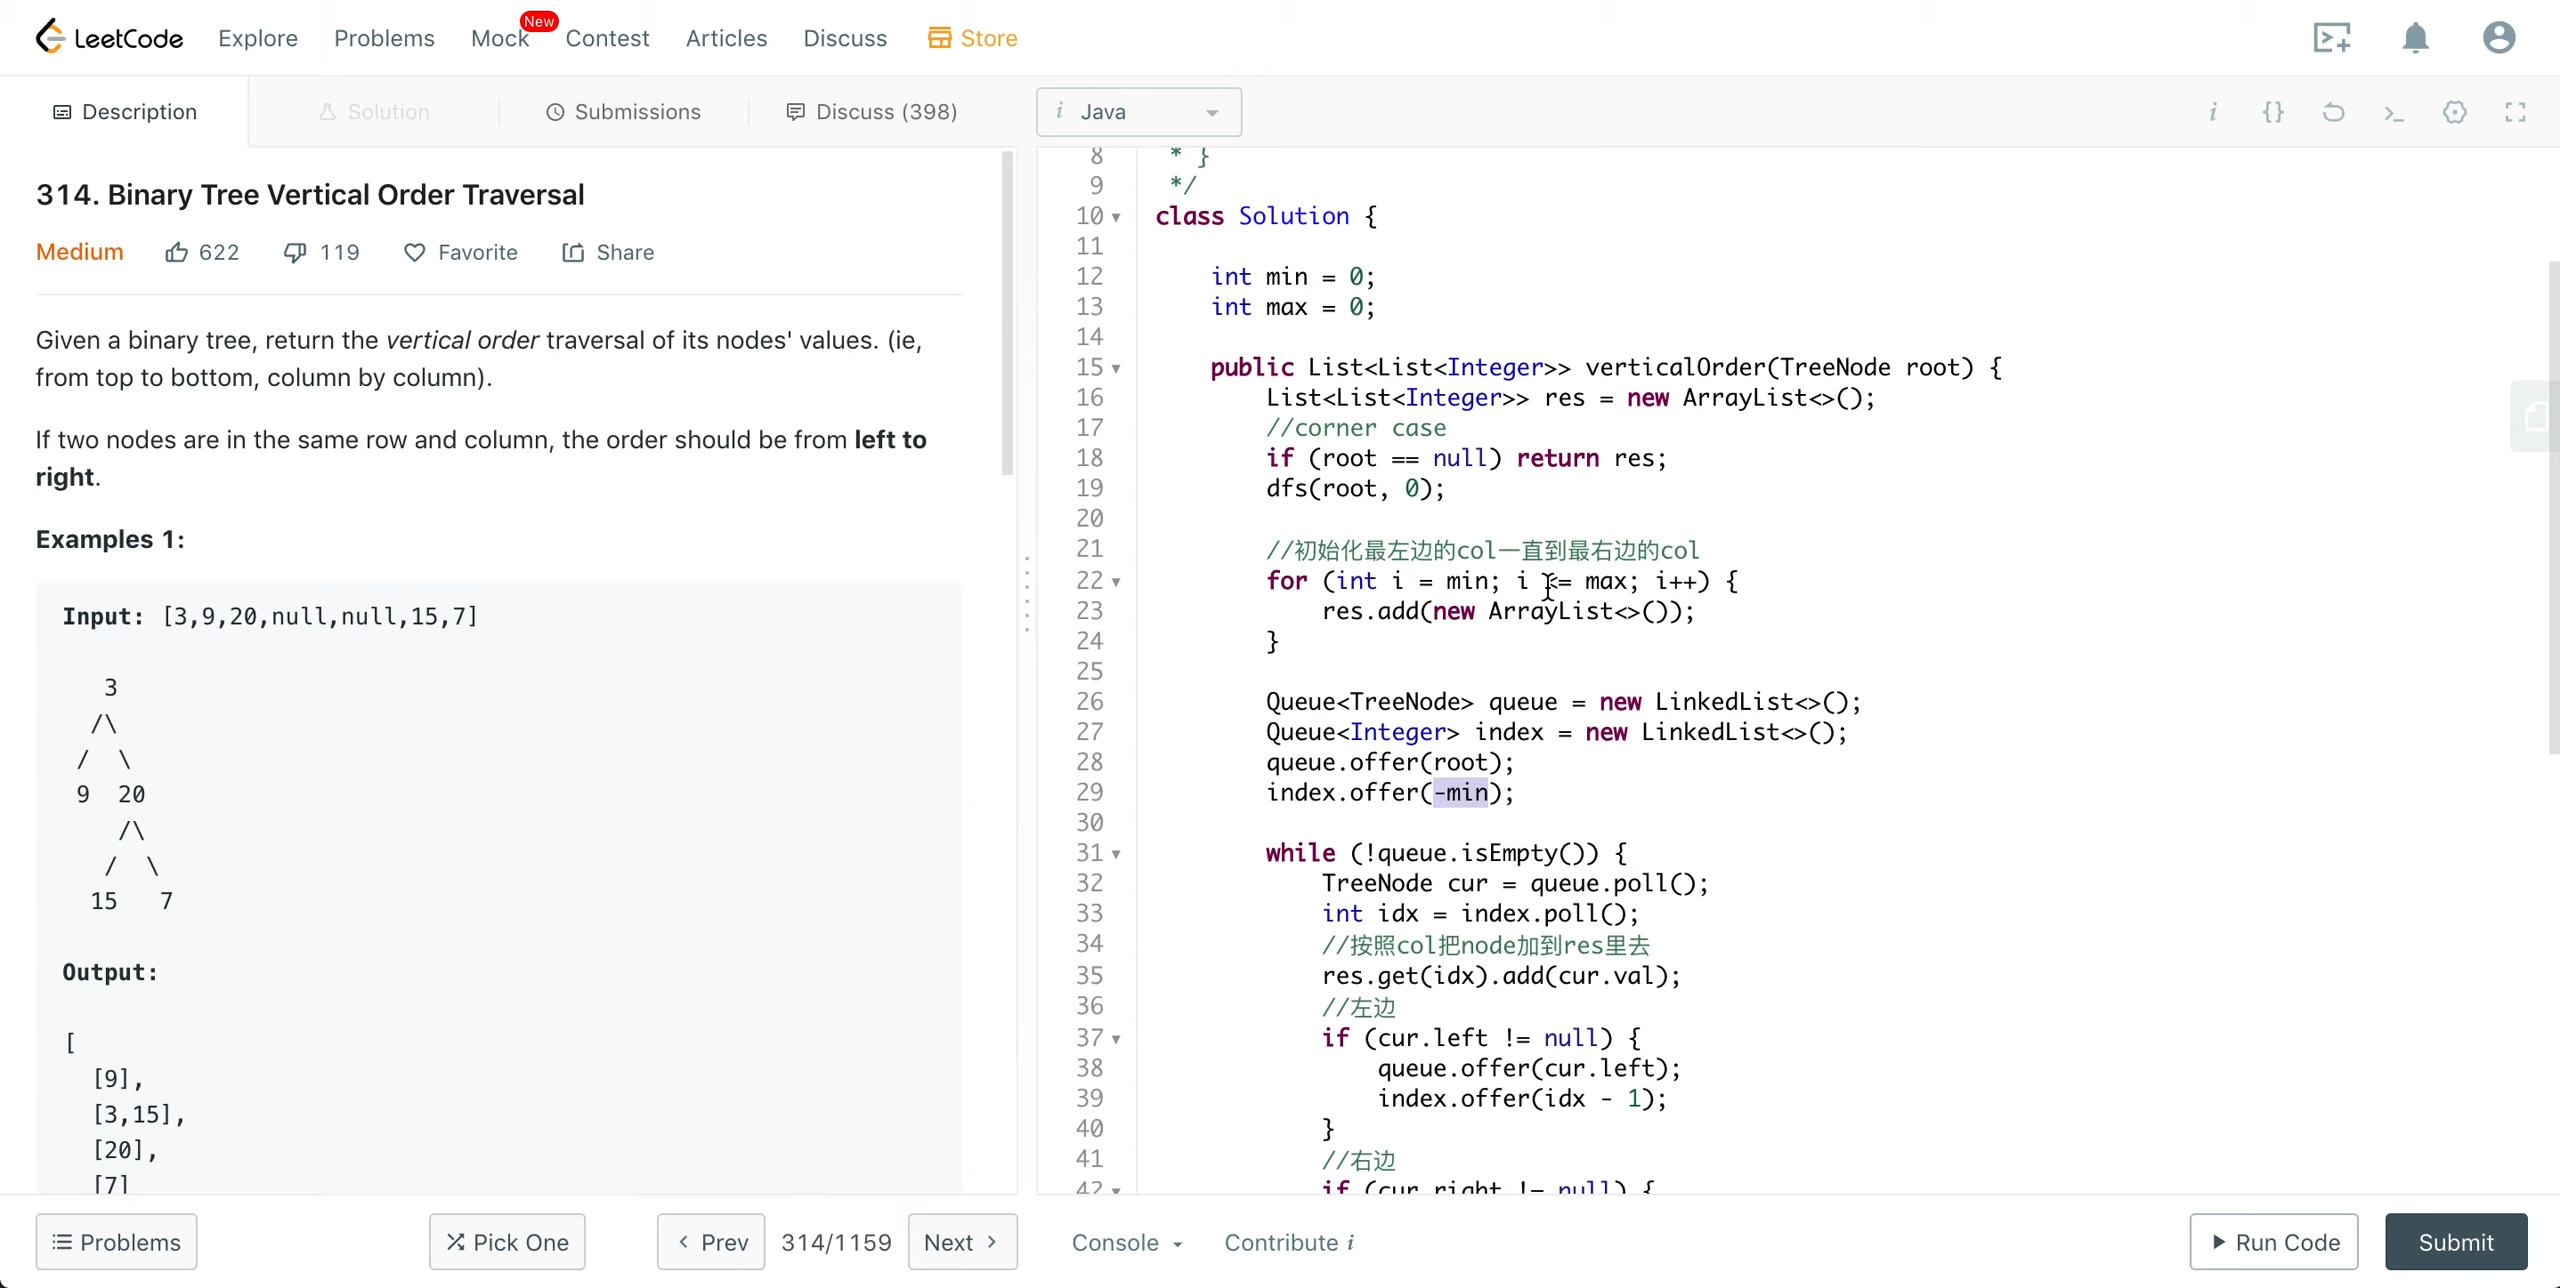 LeetCode Explore Problems Mock New Contest Articles Discuss Store
Description Solution Submissions Discuss (398)
314. Binary Tree Vertical Order Traversal
Medium 622 119 Favorite Share
Given a binary tree, return the vertical order traversal of its nodes' values. (ie,
from top to bottom, column by column).
If two nodes are in the same row and column, the order should be from left to
right.
Examples 1:
Input: [3,9,20,null,null,15,7]
3
/\
/ \
9 20
/\
/ \
15 7
Output:
[
[9],
[3,15],
[20],
[7]
i Java
i {}
8 * }
9 */
10 class Solution {
11
12 int min = 0;
13 int max = 0;
14
15 public List<List<Integer>> verticalOrder(TreeNode root) {
16 List<List<Integer>> res = new ArrayList<>();
17 //corner case
18 if (root == null) return res;
19 dfs(root, 0);
20
21 //初始化最左边的col一直到最右边的col
22 for (int i = min; i <= max; i++) {
23 res.add(new ArrayList<>());
24 }
25
26 Queue<TreeNode> queue = new LinkedList<>();
27 Queue<Integer> index = new LinkedList<>();
28 queue.offer(root);
29 index.offer(-min);
30
31 while (!queue.isEmpty()) {
32 TreeNode cur = queue.poll();
33 int idx = index.poll();
34 //按照col把node加到res里去
35 res.get(idx).add(cur.val);
36 //左边
37 if (cur.left != null) {
38 queue.offer(cur.left);
39 index.offer(idx - 1);
40 }
41 //右边
42 if (cur.right != null) {
Problems Pick One Prev 314/1159 Next Console Contribute i Run Code Submit